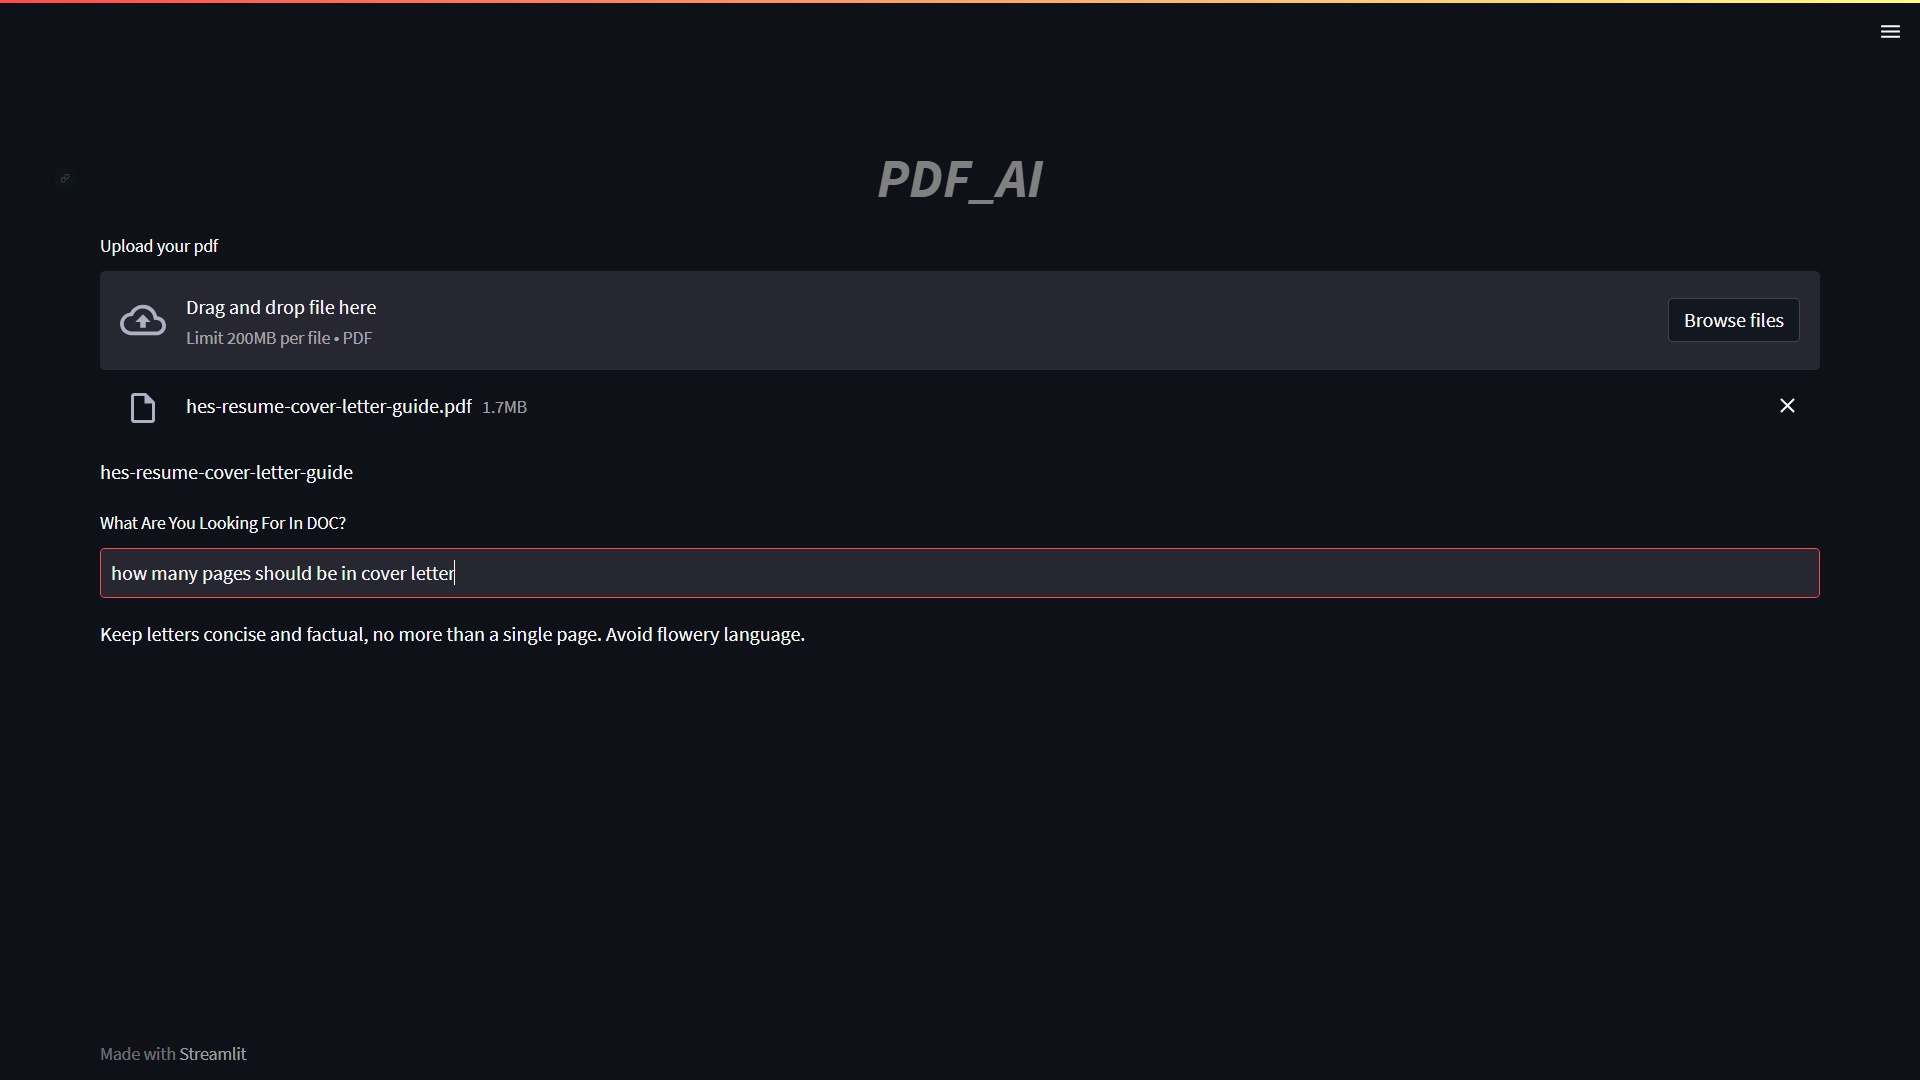 PDF_AI
Upload your pdf
Drag and drop file here
Limit 200MB per file • PDF
Browse files
hes-resume-cover-letter-guide.pdf 1.7MB
hes-resume-cover-letter-guide
What Are You Looking For In DOC?
how many pages should be in cover letter
Keep letters concise and factual, no more than a single page. Avoid flowery language.
Made with Streamlit